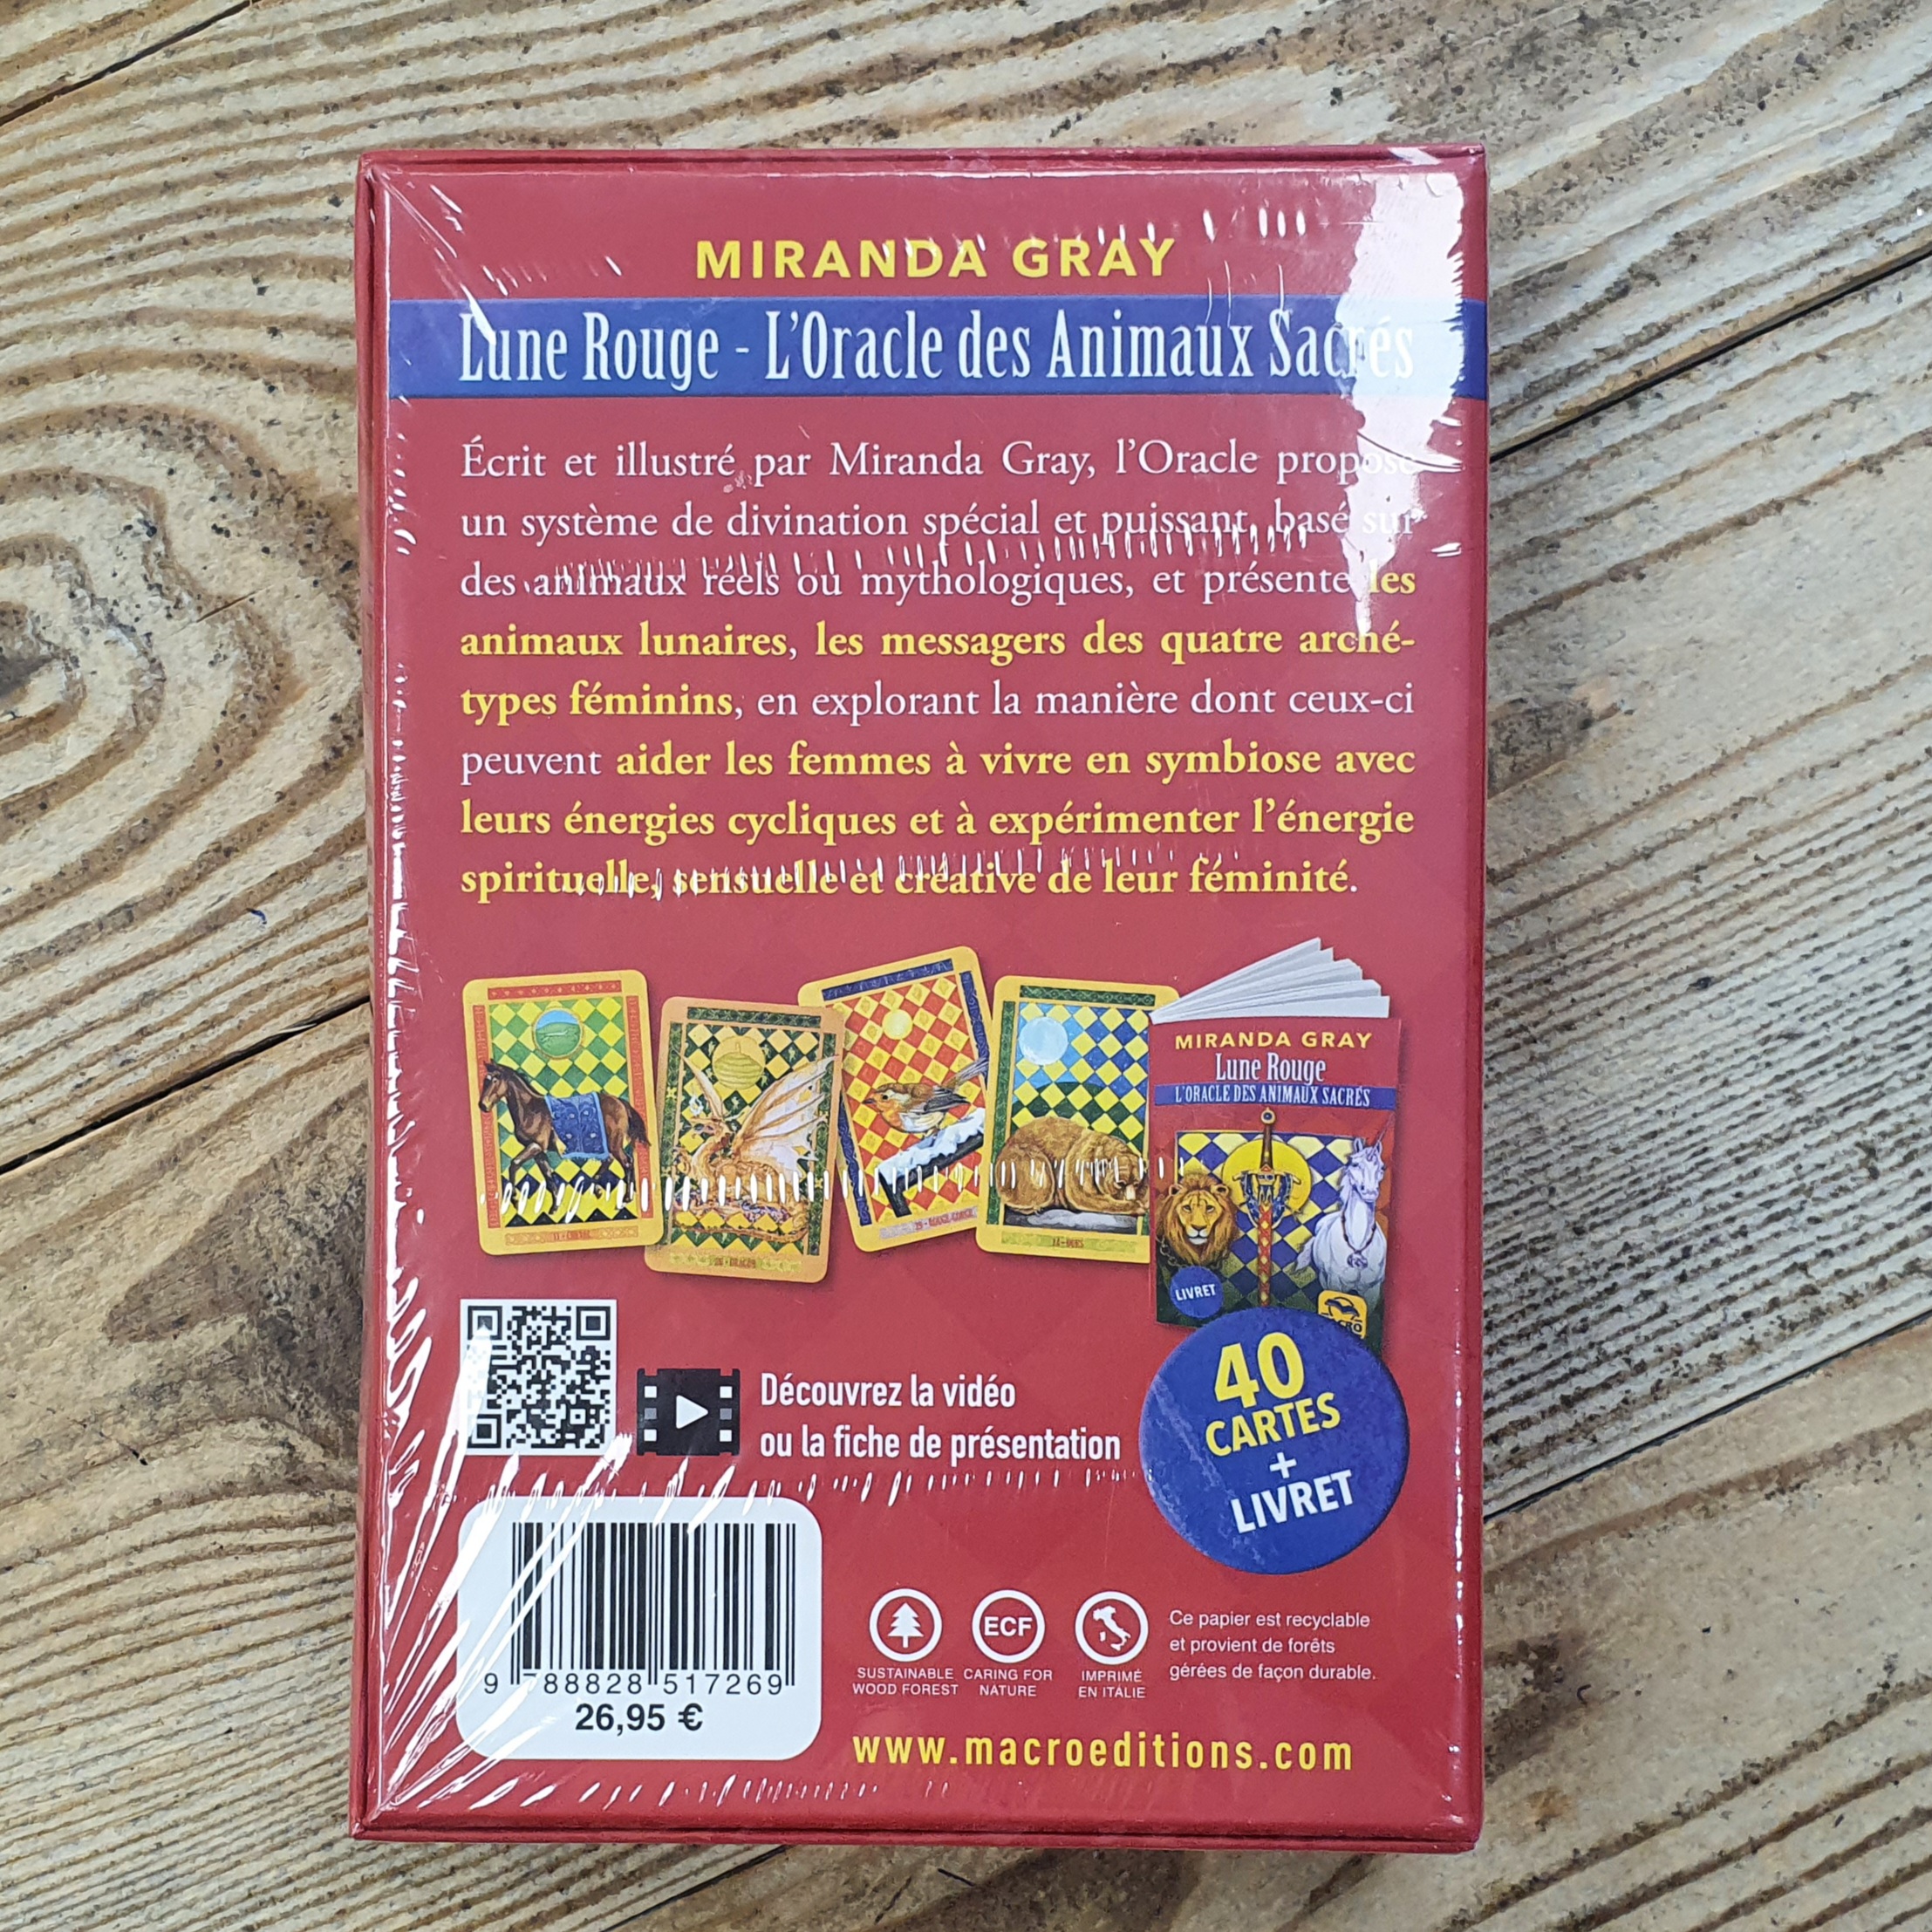 MIRANDA GRAY
Lune Rouge - L'Oracle des Animaux Sacrés
Écrit et illustré par Miranda Gray, l'Oracle propose
un système de divination spécial et puissant, basé sur
des animaux réels ou mythologiques, et présente les
animaux lunaires, les messagers des quatre arché-
types féminins, en explorant la manière dont ceux-ci
peuvent aider les femmes à vivre en symbiose avec
leurs énergies cycliques et à expérimenter l'énergie
spirituelle, sensuelle et créative de leur féminité.
MIRANDA GRAY
Lune Rouge
L'ORACLE DES ANIMAUX SACRÉS
LIVRET
11 - CHEVAL
DRAGON
ROUGE-GORGE
OURS
40
CARTES
+
LIVRET
Découvrez la vidéo
ou la fiche de présentation
9 788828 517269
26,95 €
SUSTAINABLE
WOOD FOREST
ECF
CARING FOR
NATURE
IMPRIMÉ
EN ITALIE
Ce papier est recyclable
et provient de forêts
gérées de façon durable.
www.macroeditions.com